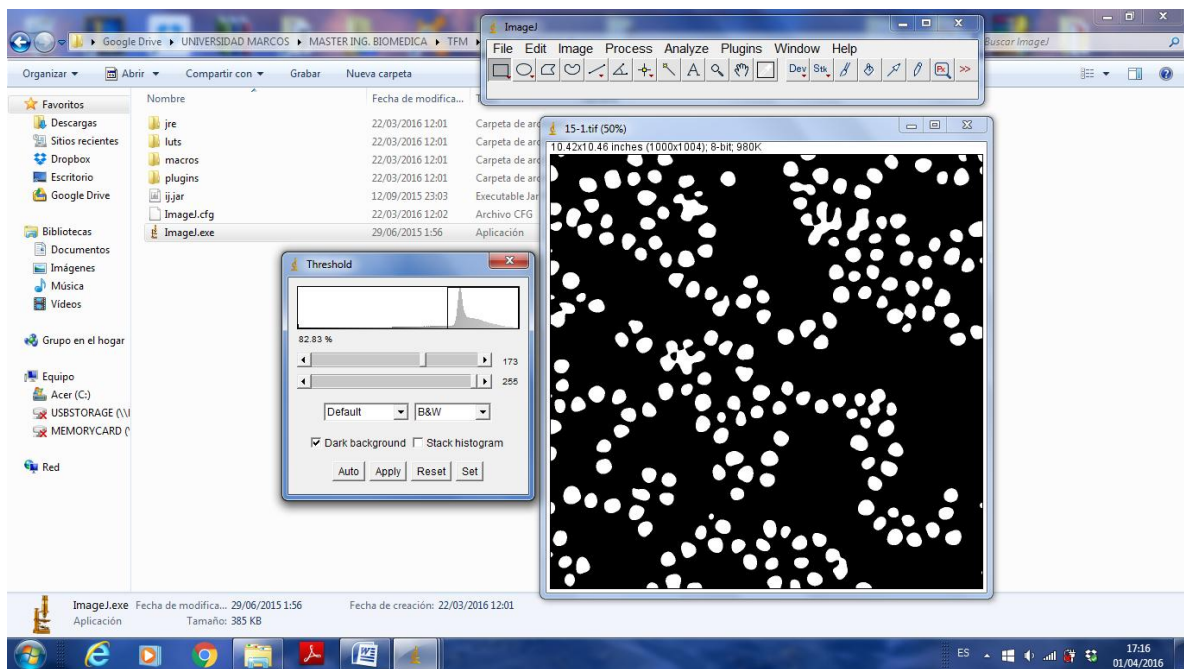 ImageJ
File Edit Image Process Analyze Plugins Window Help
Dev Stk
Google Drive ▸ UNIVERSIDAD MARCOS ▸ MASTER ING. BIOMEDICA ▸ TFM
Buscar ImageJ
Organizar Abrir Compartir con Grabar Nueva carpeta
Nombre Fecha de modifica...
jre 22/03/2016 12:01 Carpeta de
luts 22/03/2016 12:01 Carpeta de
macros 22/03/2016 12:01 Carpeta de
plugins 22/03/2016 12:01 Carpeta de
ij.jar 12/09/2015 23:03 Executable Jar
ImageJ.cfg 22/03/2016 12:02 Archivo CFG
ImageJ.exe 29/06/2015 1:56 Aplicación
Favoritos
Descargas
Sitios recientes
Dropbox
Escritorio
Google Drive
Bibliotecas
Documentos
Imágenes
Música
Vídeos
Grupo en el hogar
Equipo
Acer (C:)
USBSTORAGE (\\
MEMORYCARD (
Red
Threshold
82.83 %
173
255
Default B&W
Dark background Stack histogram
Auto Apply Reset Set
15-1.tif (50%)
10.42x10.46 inches (1000x1004); 8-bit; 980K
ImageJ.exe Fecha de modifica... 29/06/2015 1:56 Fecha de creación: 22/03/2016 12:01
Aplicación Tamaño: 385 KB
ES
17:16
01/04/2016